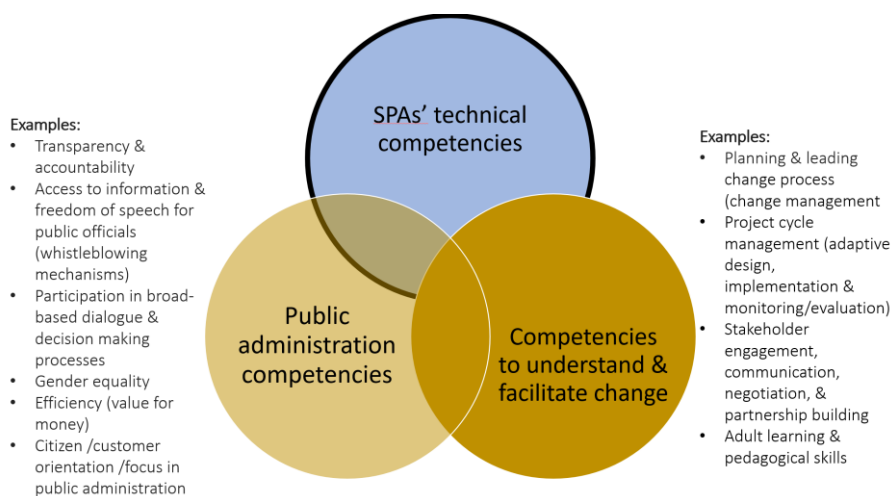 SPAs' technical
competencies
Examples:
• Transparency &
accountability
• Access to information &
freedom of speech for
public officials
(whistleblowing
mechanisms)
• Participation in broad-
based dialogue &
decision making
processes
• Gender equality
• Efficiency (value for
money)
• Citizen /customer
orientation /focus in
public administration
Public
administration
competencies
Competencies
to understand &
facilitate change
Examples:
• Planning & leading
change process
(change management
• Project cycle
management (adaptive
design,
implementation &
monitoring/evaluation)
• Stakeholder
engagement,
communication,
negotiation, &
partnership building
• Adult learning &
pedagogical skills